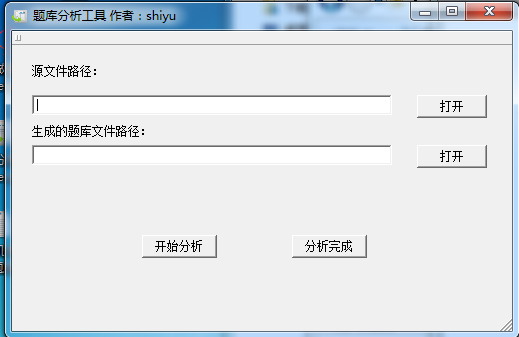 题库分析工具 作者：shiyu
源文件路径：
打开
生成的题库文件路径：
打开
开始分析
分析完成